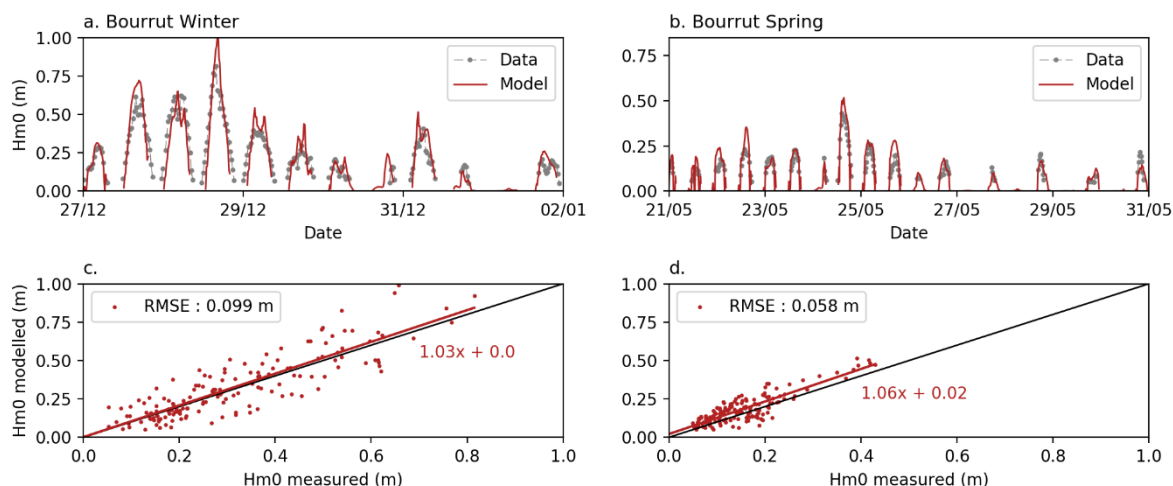 a. Bourrut Winter
1.00
0.75
0.50
0.25
0.00
Hm0 (m)
Data
Model
27/12 29/12 31/12 02/01
Date
b. Bourrut Spring
0.75
0.50
0.25
0.00
Data
Model
21/05 23/05 25/05 27/05 29/05 31/05
Date
c.
1.00
0.75
0.50
0.25
0.00
Hm0 modelled (m)
RMSE : 0.099 m
1.03x + 0.0
0.0 0.2 0.4 0.6 0.8 1.0
Hm0 measured (m)
d.
1.00
0.75
0.50
0.25
0.00
RMSE : 0.058 m
1.06x + 0.02
0.0 0.2 0.4 0.6 0.8 1.0
Hm0 measured (m)